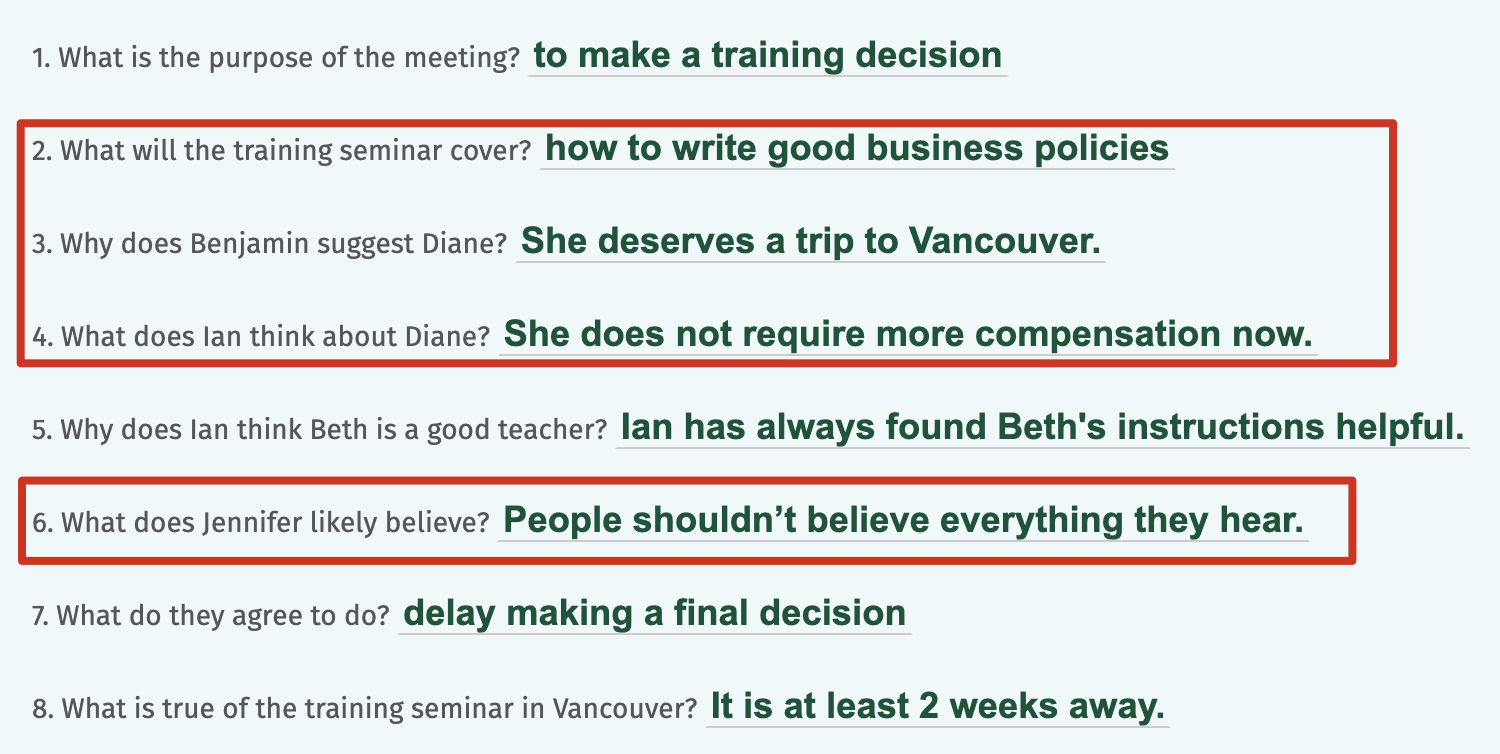 1. What is the purpose of the meeting? to make a training decision
2. What will the training seminar cover? how to write good business policies
3. Why does Benjamin suggest Diane? She deserves a trip to Vancouver.
4. What does Ian think about Diane? She does not require more compensation now.
5. Why does Ian think Beth is a good teacher? Ian has always found Beth's instructions helpful.
6. What does Jennifer likely believe? People shouldn’t believe everything they hear.
7. What do they agree to do? delay making a final decision
8. What is true of the training seminar in Vancouver? It is at least 2 weeks away.